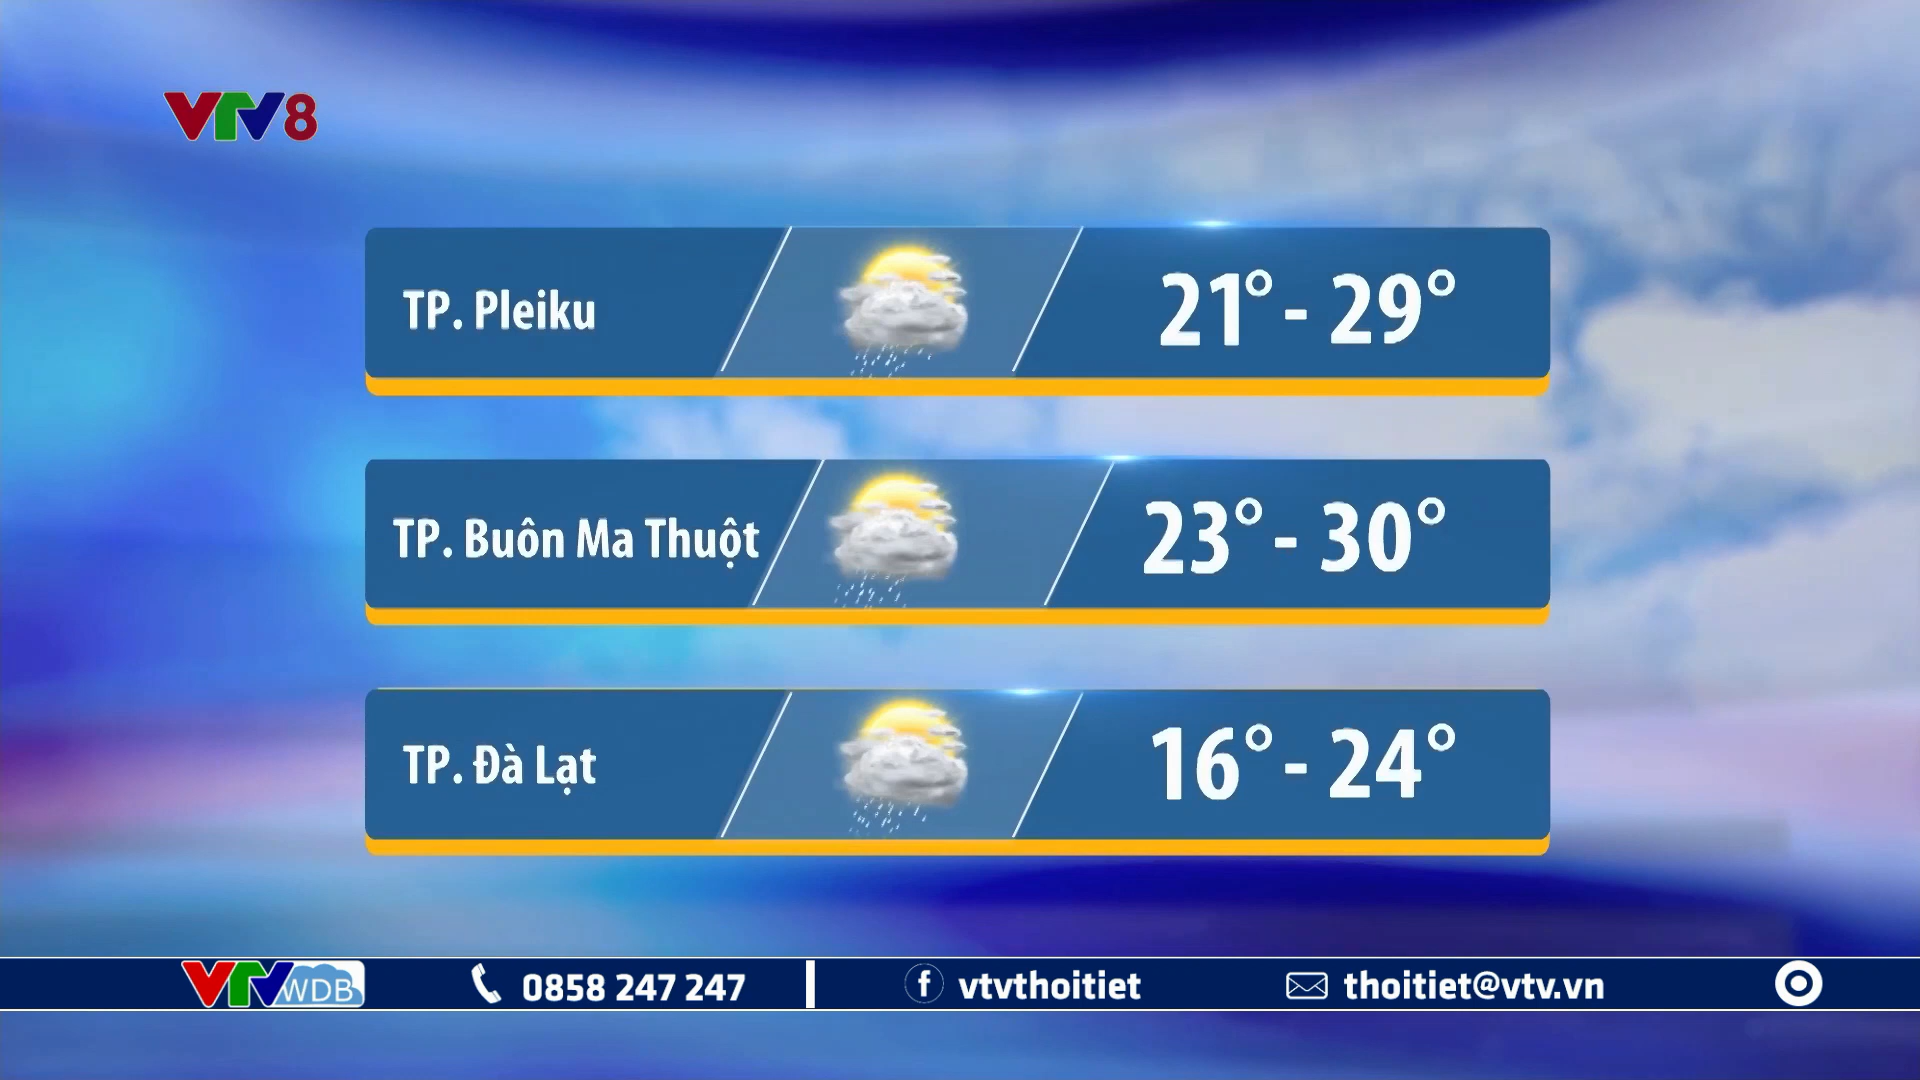 VTV8
TP. Pleiku 21° - 29°
TP. Buôn Ma Thuột 23° - 30°
TP. Đà Lạt 16° - 24°
VTV WDB 0858 247 247 vtvthoitiet thoitiet@vtv.vn